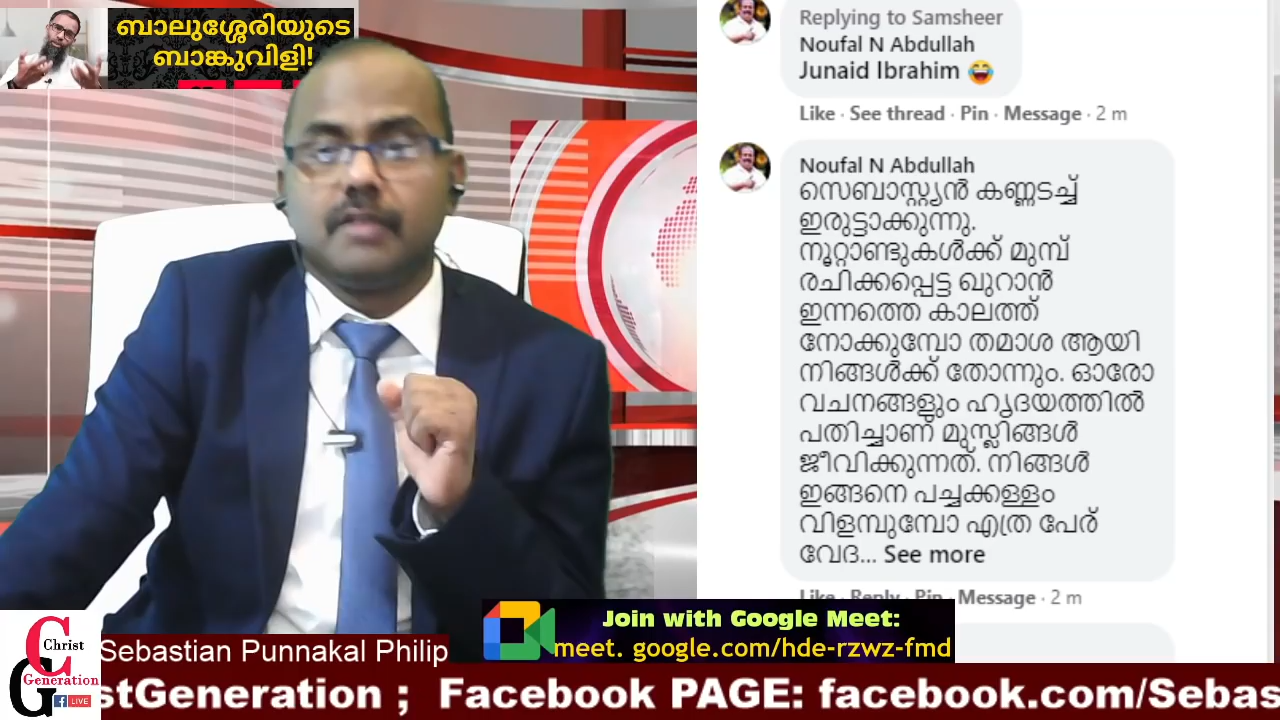 ബാലുശ്ശേരിയുടെ
ബാങ്കുവിളി!
Replying to Samsheer
Noufal N Abdullah
Junaid Ibrahim 😂
Like · See thread · Pin · Message · 2 m
Noufal N Abdullah
സെബാസ്റ്റ്യൻ കണ്ണടച്ച്
ഇരുട്ടാക്കുന്നു.
നൂറ്റാണ്ടുകൾക്ക് മുമ്പ്
രചിക്കപ്പെട്ട ഖുറാൻ
ഇന്നത്തെ കാലത്ത്
നോക്കുമ്പോ തമാശ ആയി
നിങ്ങൾക്ക് തോന്നും. ഓരോ
വചനങ്ങളും ഹൃദയത്തിൽ
പതിച്ചാണ് മുസ്ലിങ്ങൾ
ജീവിക്കുന്നത്. നിങ്ങൾ
ഇങ്ങനെ പച്ചക്കള്ളം
വിളമ്പുമ്പോ എത്ര പേര്
വേദ... See more
Like · Reply · Pin · Message · 2 m
Join with Google Meet:
meet. google.com/hde-rzwz-fmd
Sebastian Punnakal Philip
Christ
Generation
LIVE
stGeneration ; Facebook PAGE: facebook.com/Sebas